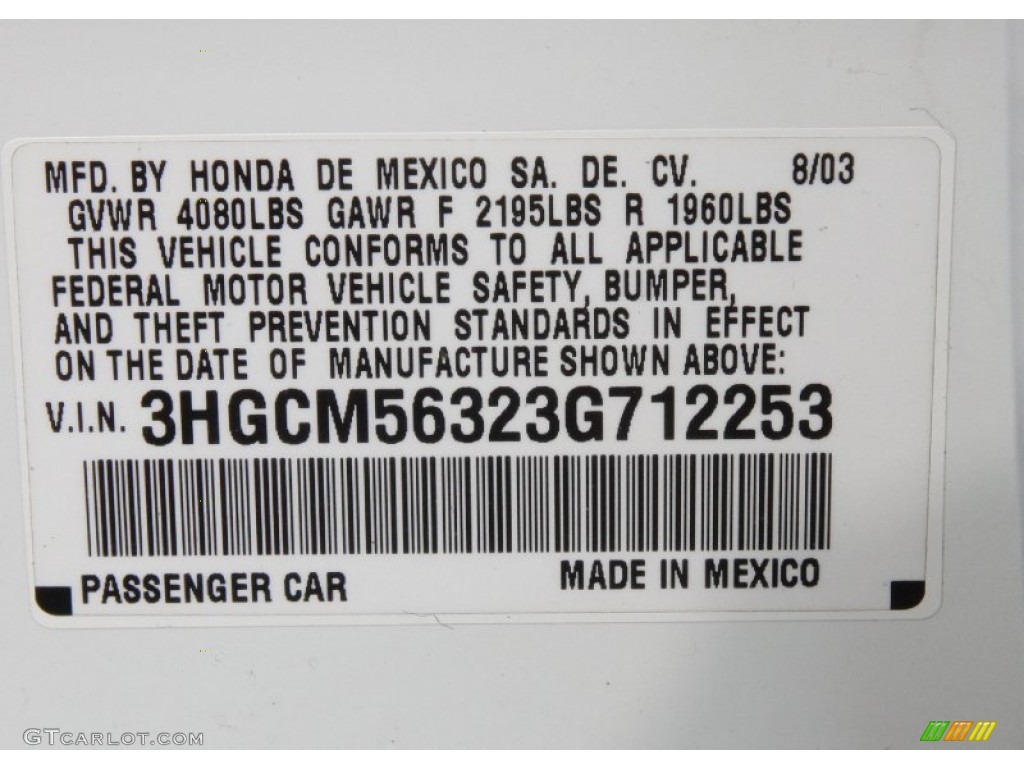 MFD. BY HONDA DE MEXICO SA. DE. CV. 8/03
GVWR 4080LBS GAWR F 2195LBS R 1960LBS
THIS VEHICLE CONFORMS TO ALL APPLICABLE
FEDERAL MOTOR VEHICLE SAFETY, BUMPER,
AND THEFT PREVENTION STANDARDS IN EFFECT
ON THE DATE OF MANUFACTURE SHOWN ABOVE:
V.I.N. 3HGCM56323G712253
PASSENGER CAR MADE IN MEXICO
GTCARLOT.COM